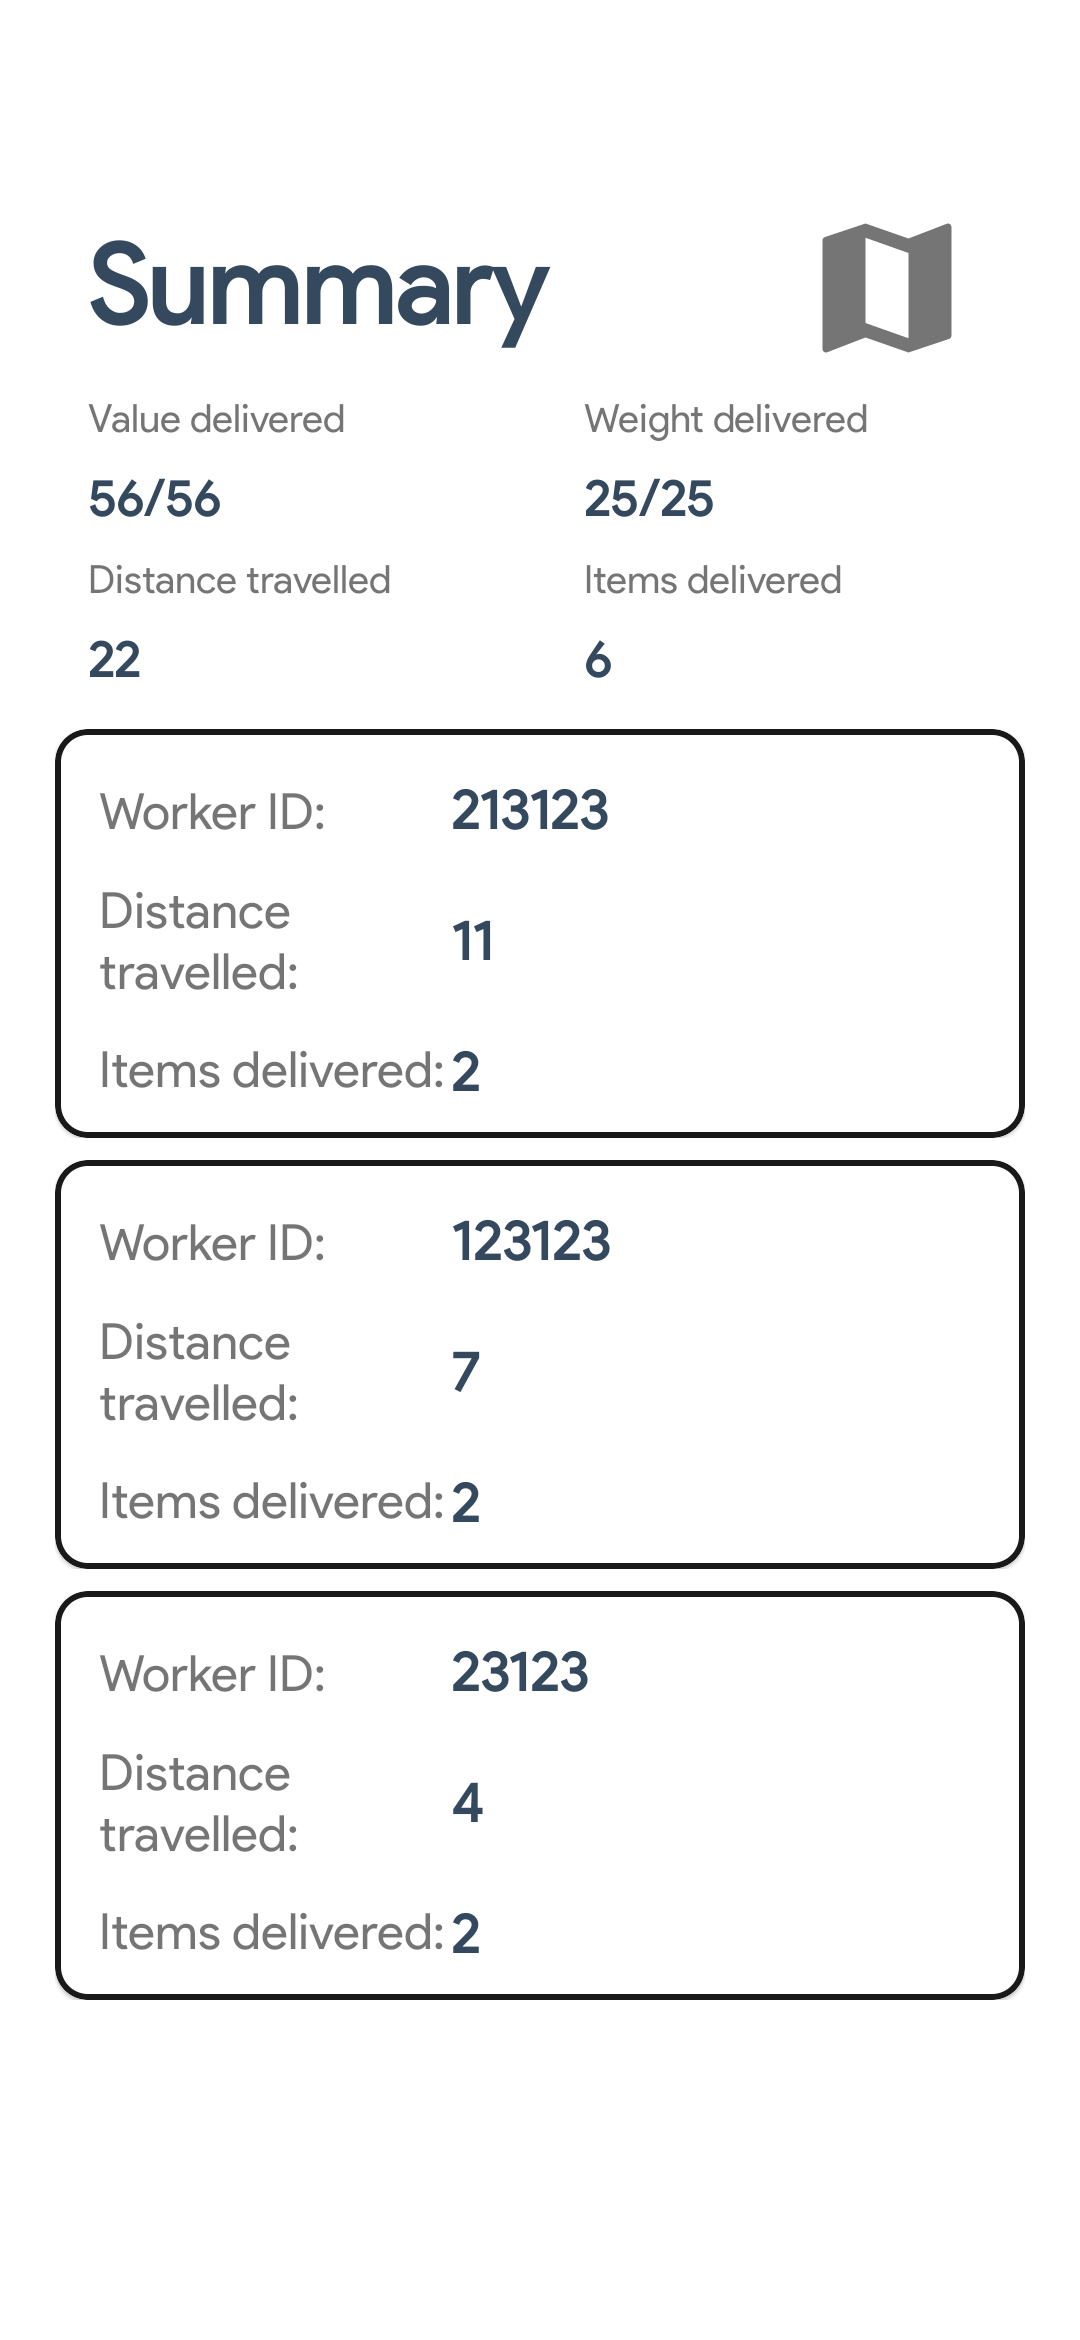 Summary
Value delivered
Weight delivered
56/56
25/25
Distance travelled
Items delivered
22
6
Worker ID: 213123
Distance
travelled:
11
Items delivered: 2
Worker ID: 123123
Distance
travelled:
7
Items delivered: 2
Worker ID: 23123
Distance
travelled:
4
Items delivered: 2